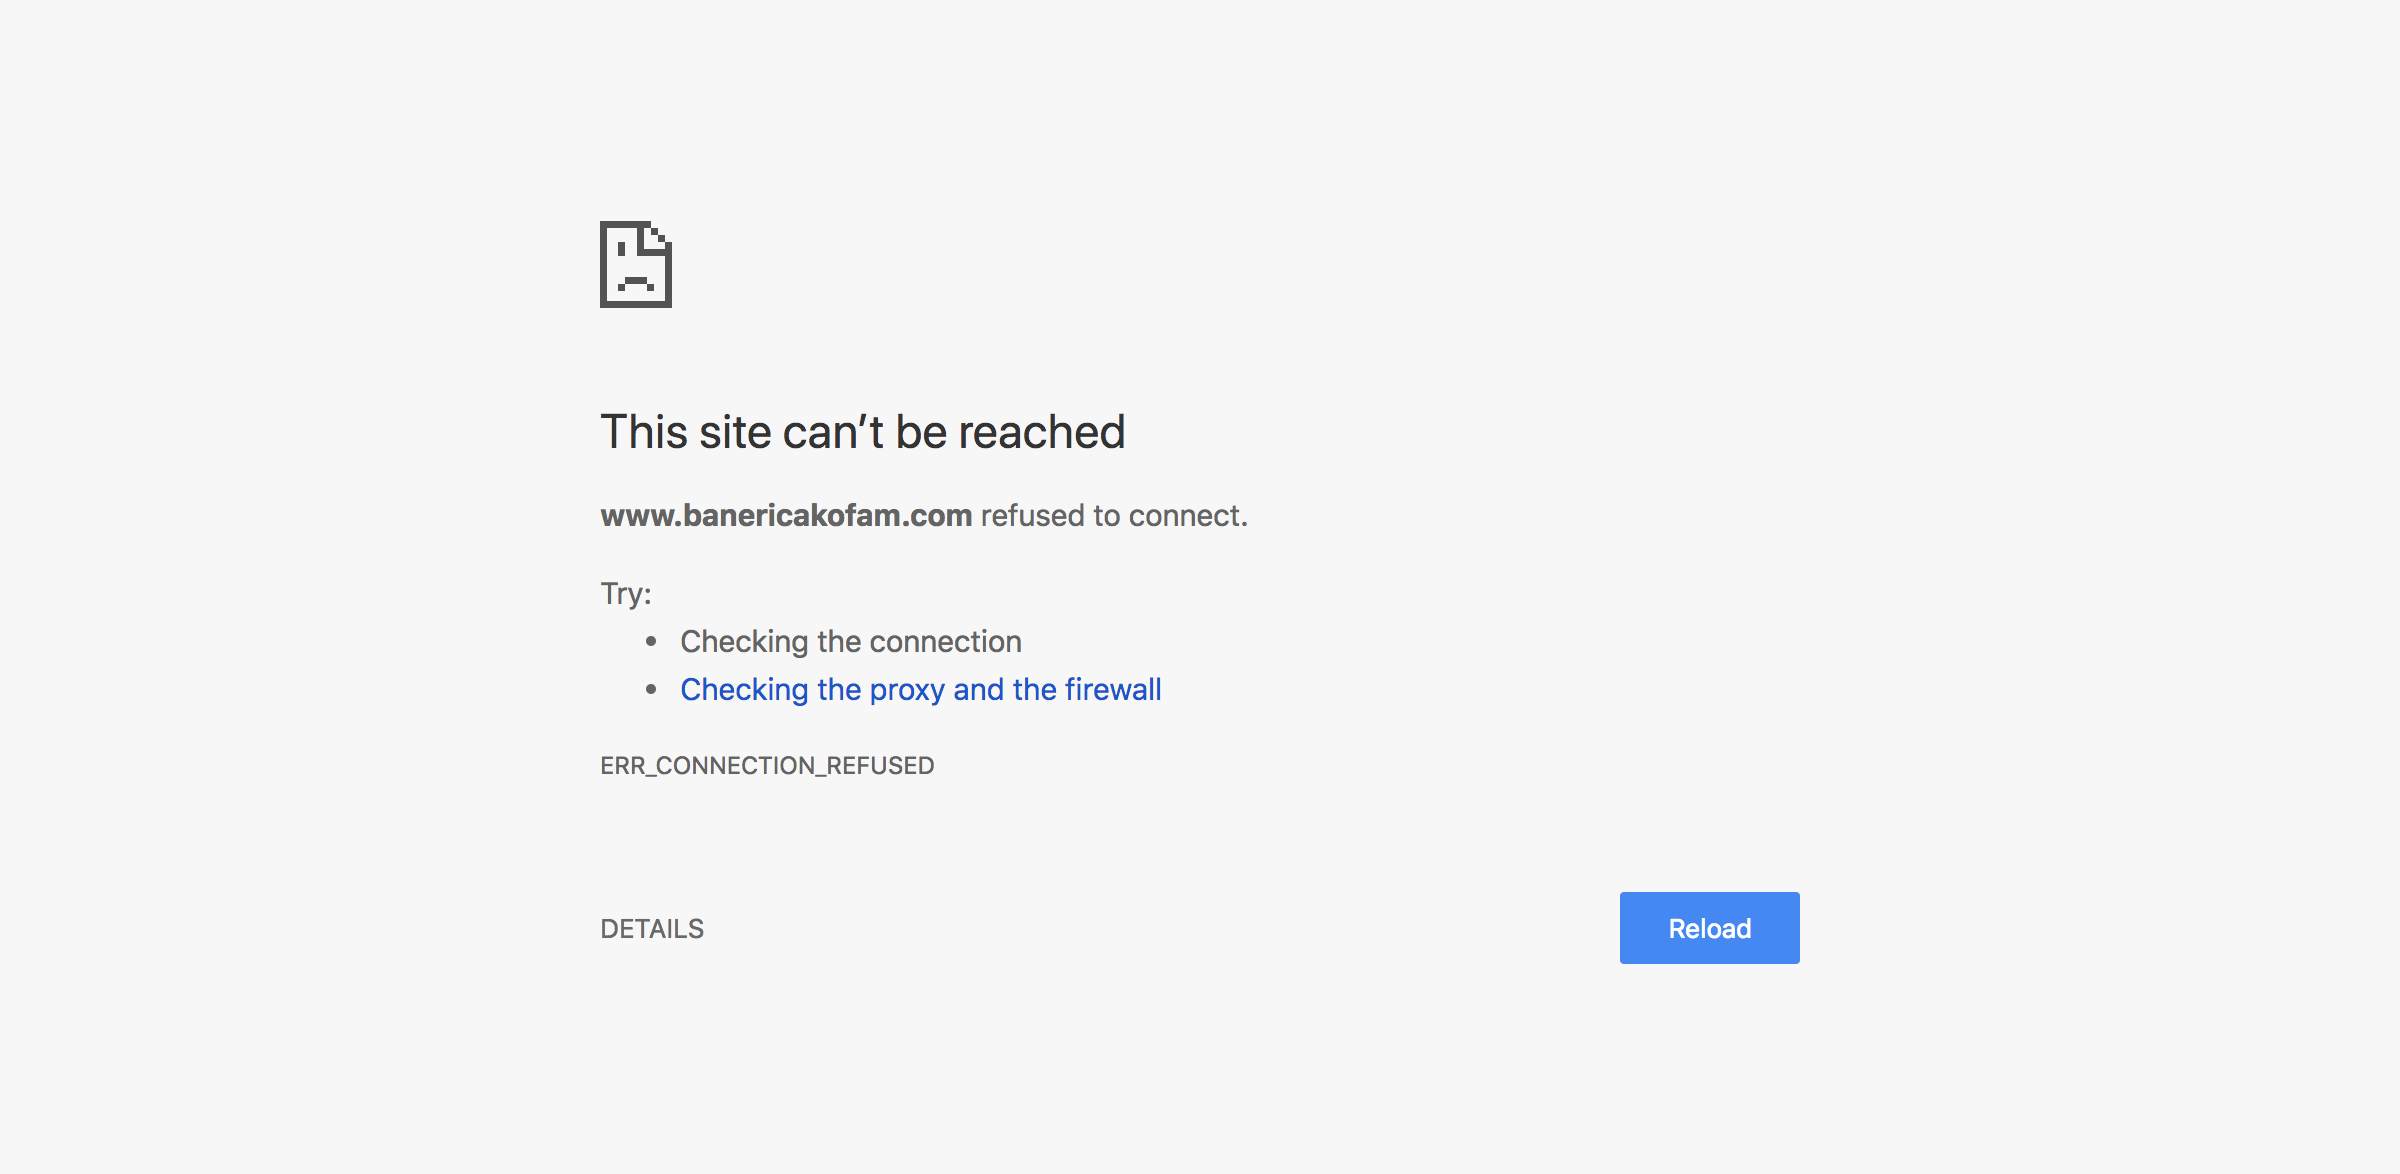 This site can’t be reached
www.banericakofam.com refused to connect.
Try:
• Checking the connection
• Checking the proxy and the firewall
ERR_CONNECTION_REFUSED
DETAILS
Reload